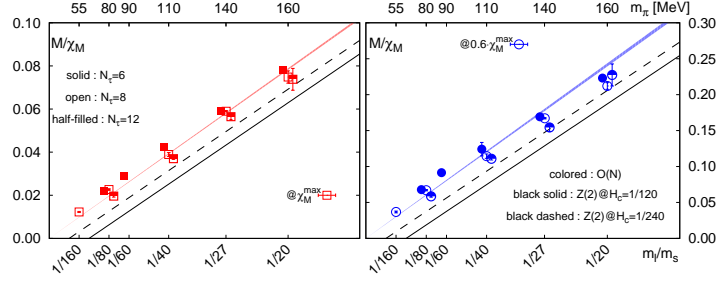 55 80 90 110 140 160
55 80 90 110 140 160 m_π [MeV]
M/χ_M
0.10
0.08
0.06
0.04
0.02
0.00
solid : N_τ=6
open : N_τ=8
half-filled : N_τ=12
@χ_M^max
1/160 1/80 1/60 1/40 1/27 1/20
M/χ_M
@0.6·χ_M^max
0.30
0.25
0.20
0.15
0.10
0.05
0.00
colored : O(N)
black solid : Z(2)@H_c=1/120
black dashed : Z(2)@H_c=1/240
1/160 1/80 1/60 1/40 1/27 1/20 m_l/m_s